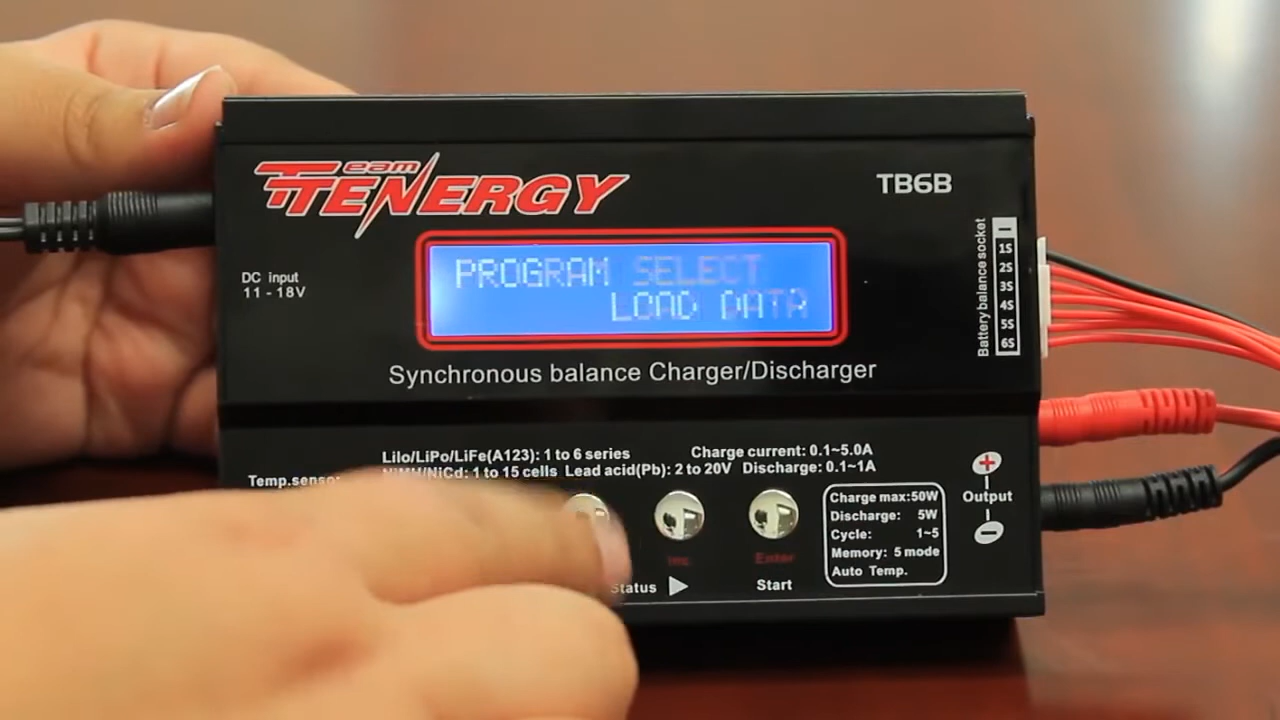 Team TENERGY
TB6B
PROGRAM SELECT
LOAD DATA
DC input
11 - 18V
Battery balance socket
1S
2S
3S
4S
5S
6S
Synchronous balance Charger/Discharger
LiIo/LiPo/LiFe(A123): 1 to 6 series
Charge current: 0.1~5.0A
NiMH/NiCd: 1 to 15 cells Lead acid(Pb): 2 to 20V Discharge: 0.1~1A
Temp.senso
Inc.
Enter
Status
Start
Charge max: 50W
Discharge: 5W
Cycle: 1~5
Memory: 5 mode
Auto Temp.
+
Output
−